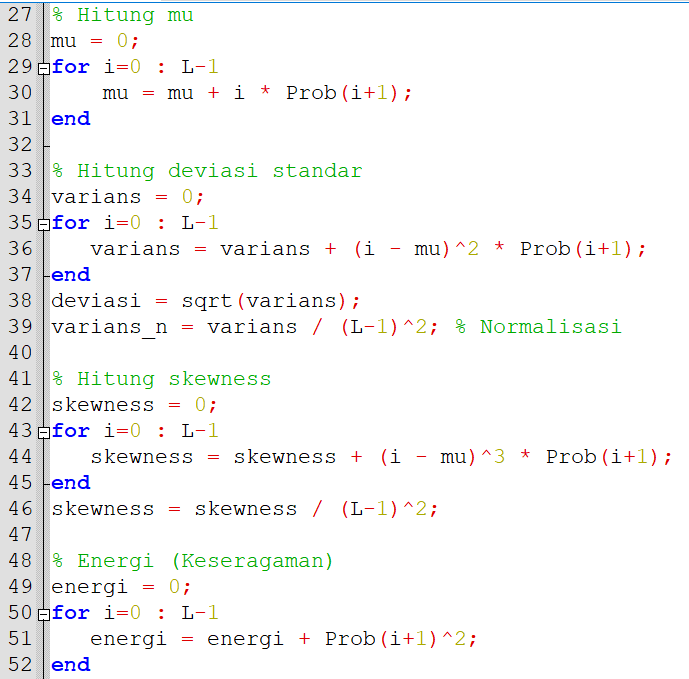 27 % Hitung mu
28 mu = 0;
29 for i=0 : L-1
30     mu = mu + i * Prob(i+1);
31 end
32
33 % Hitung deviasi standar
34 varians = 0;
35 for i=0 : L-1
36    varians = varians + (i - mu)^2 * Prob(i+1);
37 end
38 deviasi = sqrt(varians);
39 varians_n = varians / (L-1)^2; % Normalisasi
40
41 % Hitung skewness
42 skewness = 0;
43 for i=0 : L-1
44    skewness = skewness + (i - mu)^3 * Prob(i+1);
45 end
46 skewness = skewness / (L-1)^2;
47
48 % Energi (Keseragaman)
49 energi = 0;
50 for i=0 : L-1
51    energi = energi + Prob(i+1)^2;
52 end